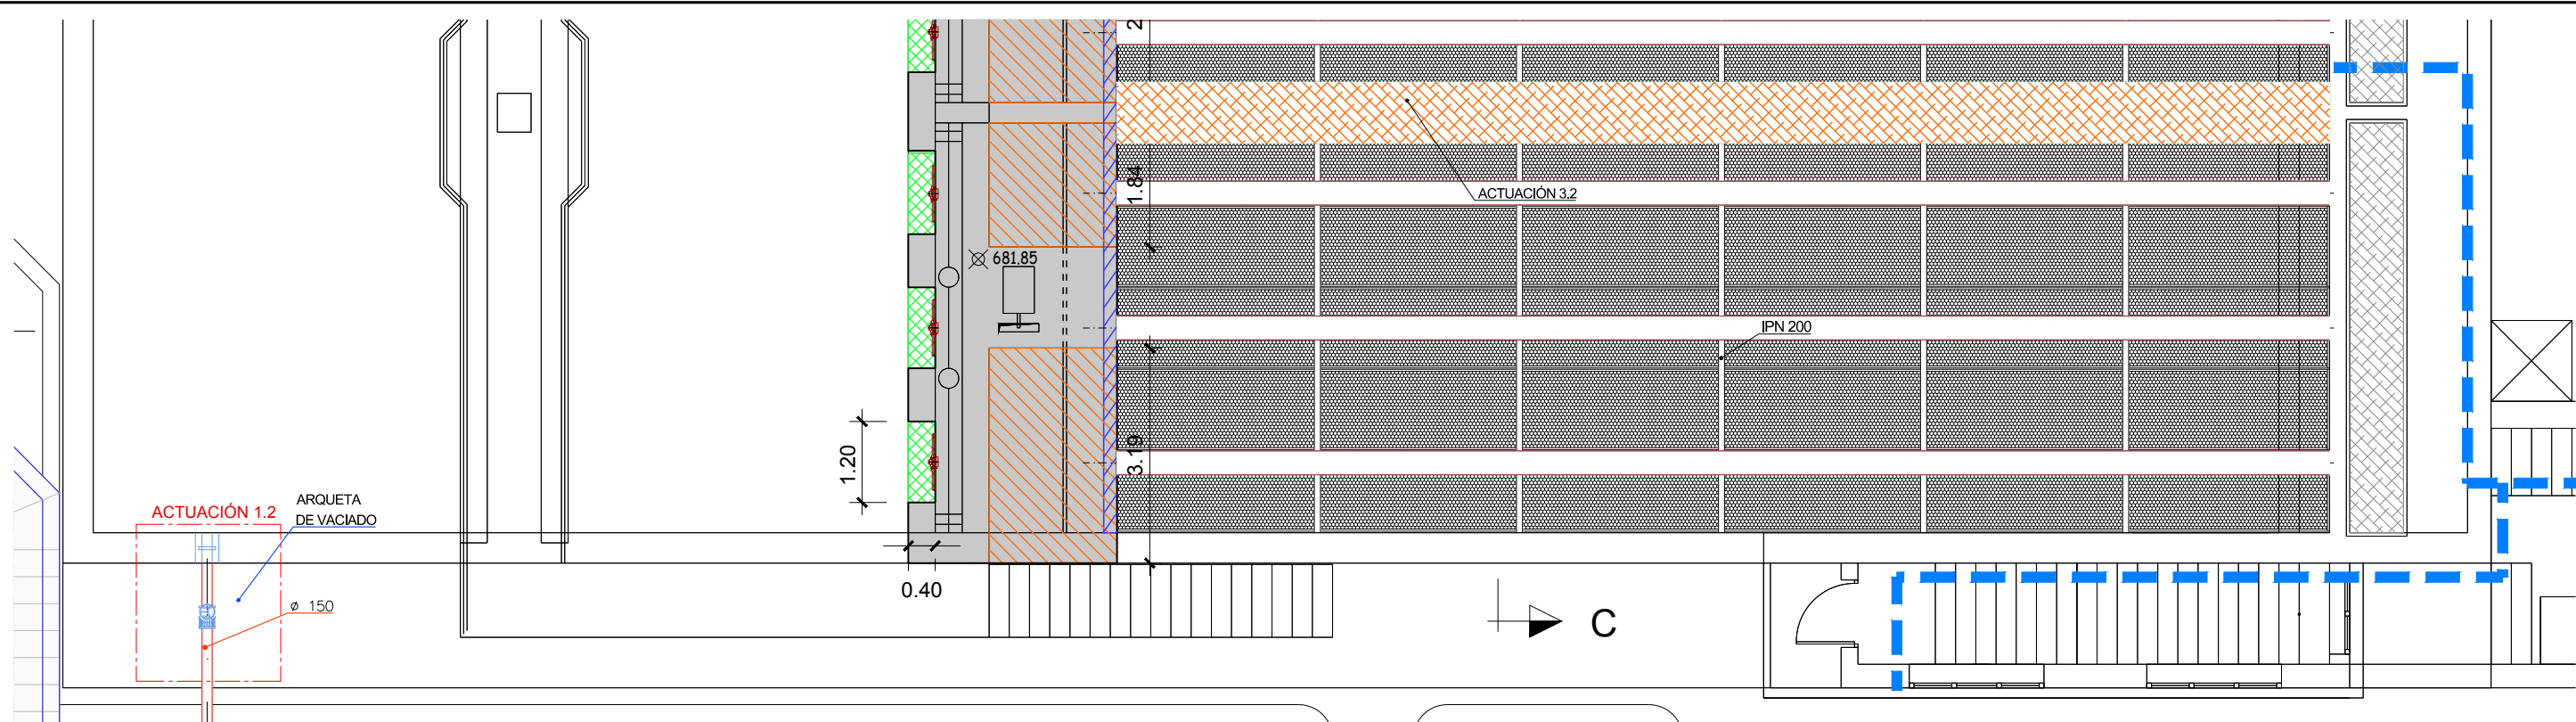 2
1.84
ACTUACIÓN 3.2
681.85
IPN 200
1.20
3.19
ACTUACIÓN 1.2
ARQUETA
DE VACIADO
ø 150
0.40
C